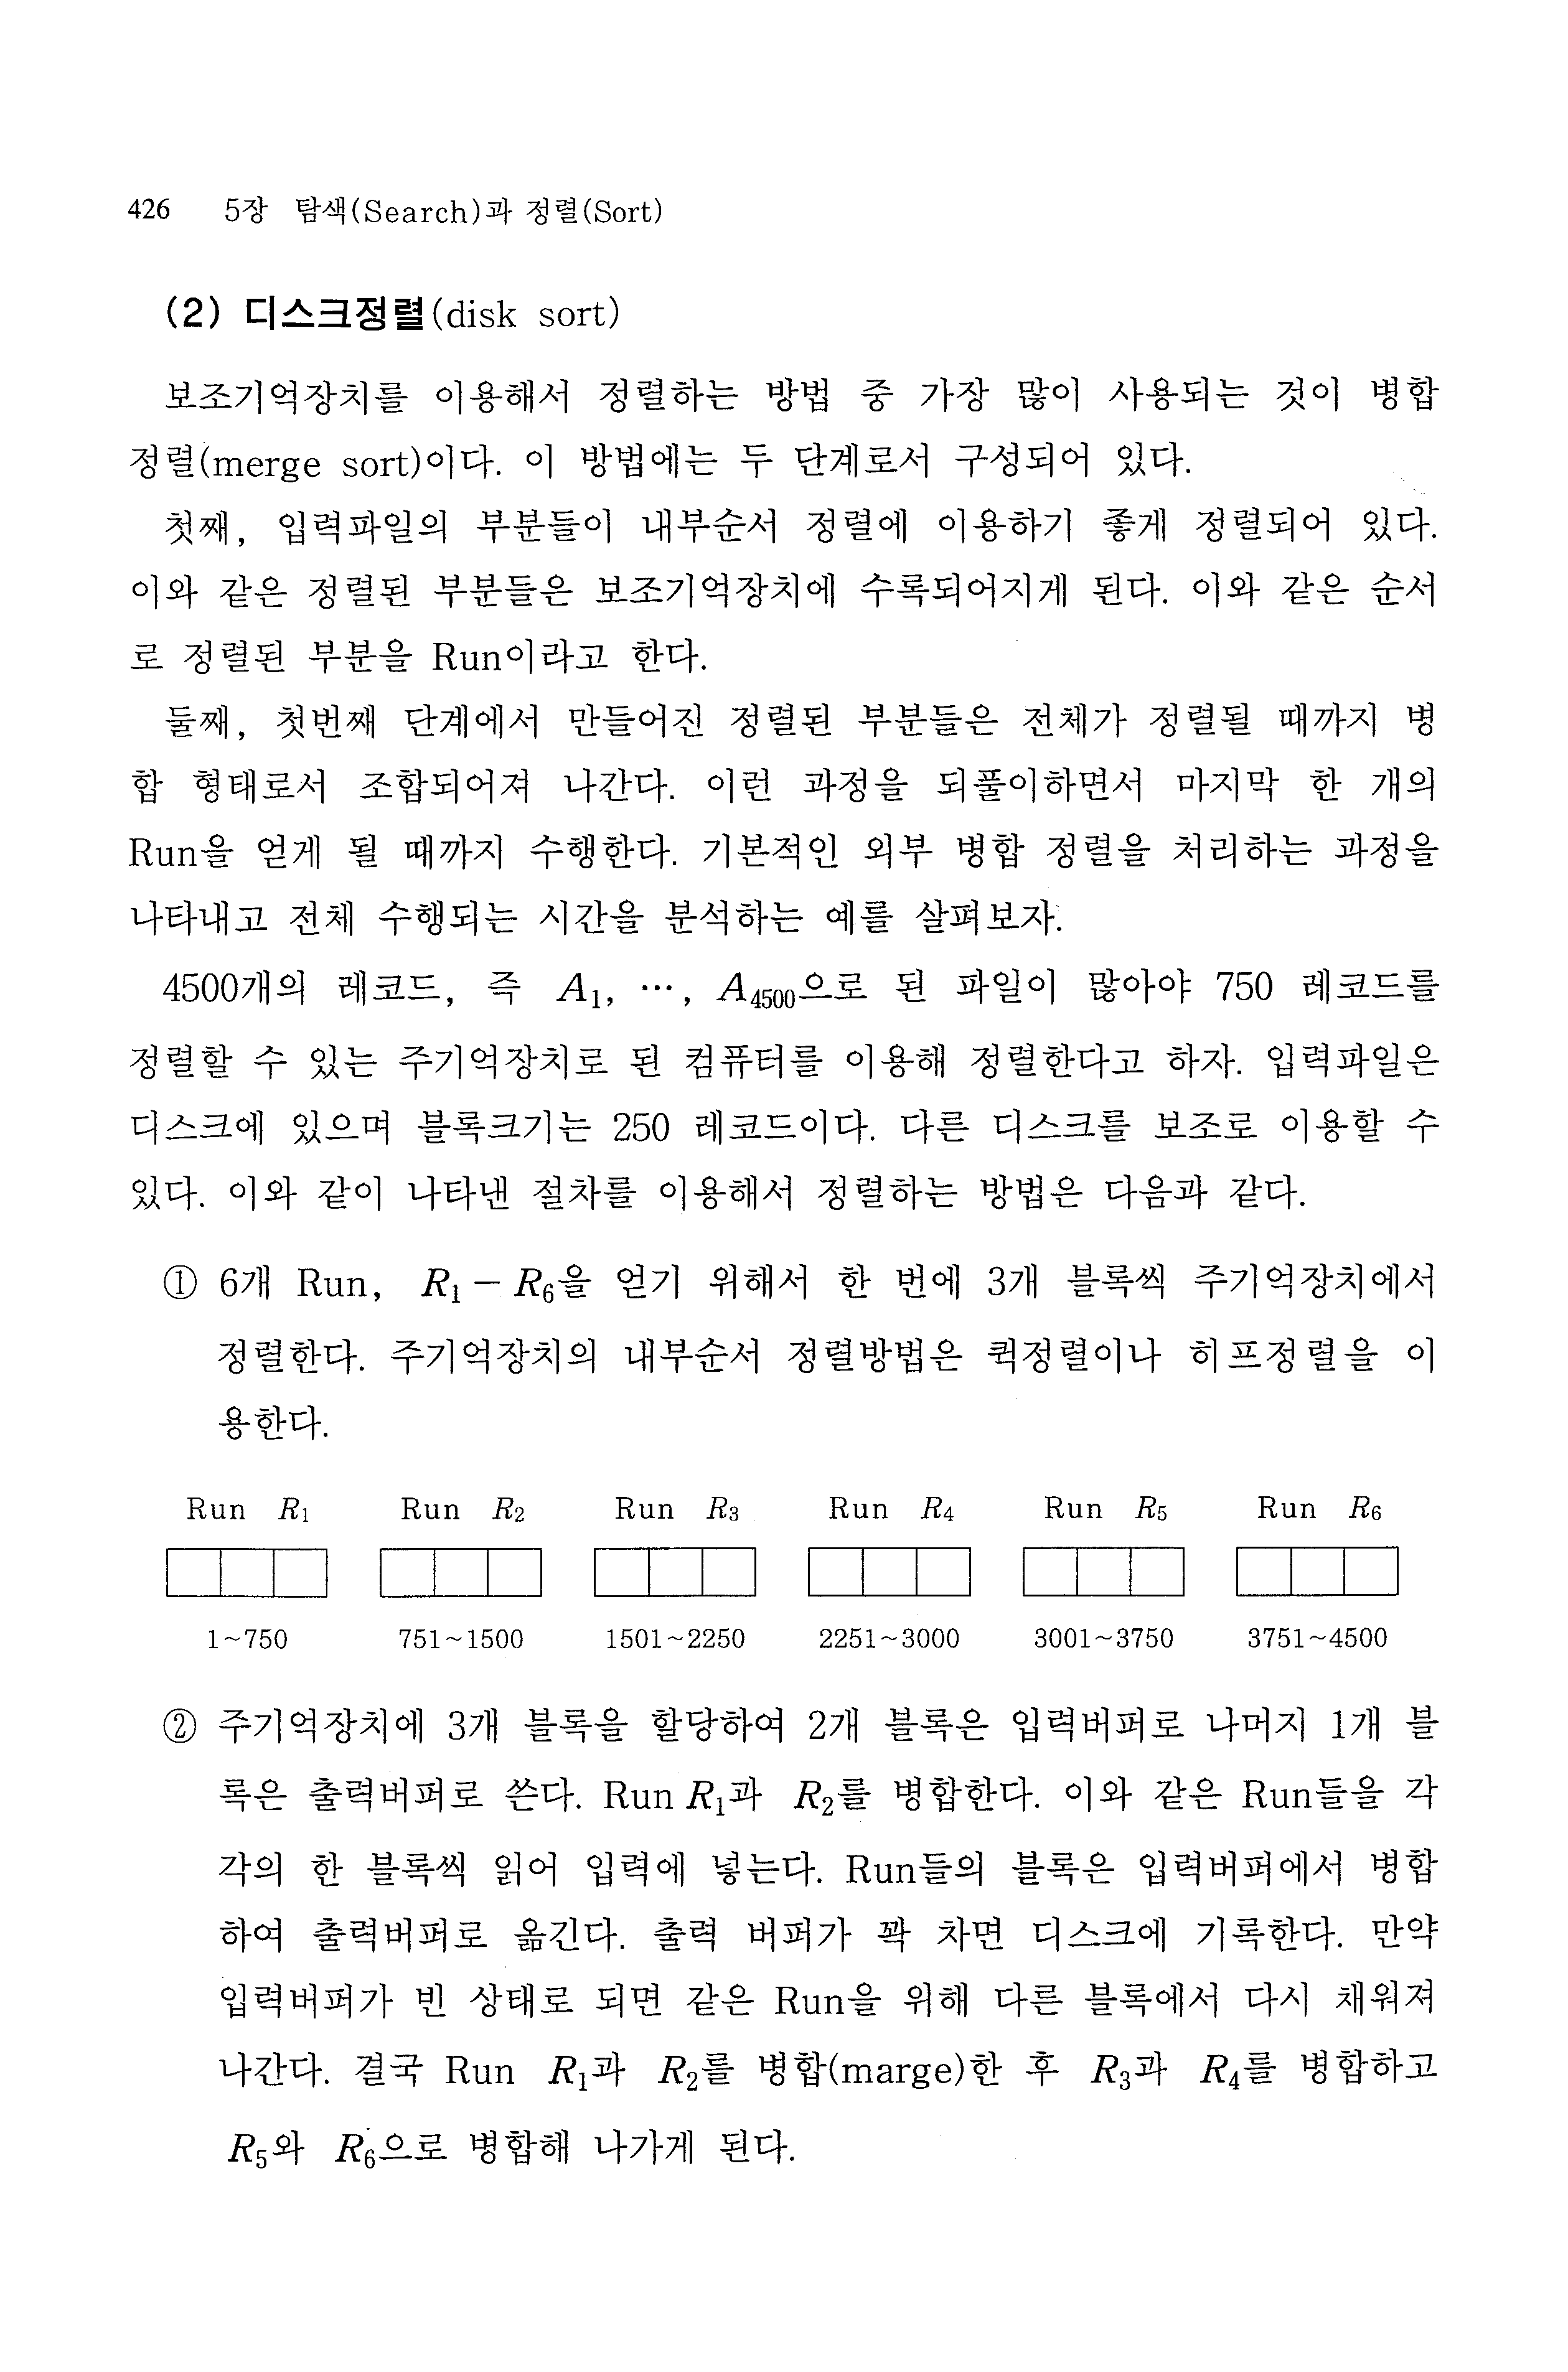 426 5장 탐색(Search)과 정렬(Sort)
(2) 디스크정렬(disk sort)
보조기억장치를 이용해서 정렬하는 방법 중 가장 많이 사용되는 것이 병합
정렬(merge sort)이다. 이 방법에는 두 단계로서 구성되어 있다.
첫째, 입력파일의 부분들이 내부순서 정렬에 이용하기 좋게 정렬되어 있다.
이와 같은 정렬된 부분들은 보조기억장치에 수록되어지게 된다. 이와 같은 순서
로 정렬된 부분을 Run이라고 한다.
둘째, 첫번째 단계에서 만들어진 정렬된 부분들은 전체가 정렬될 때까지 병
합 형태로서 조합되어져 나간다. 이런 과정을 되풀이하면서 마지막 한 개의
Run을 얻게 될 때까지 수행한다. 기본적인 외부 병합 정렬을 처리하는 과정을
나타내고 전체 수행되는 시간을 분석하는 예를 살펴보자.
4500개의 레코드, 즉 A₁, ⋯, A₄₅₀₀으로 된 파일이 많아야 750 레코드를
정렬할 수 있는 주기억장치로 된 컴퓨터를 이용해 정렬한다고 하자. 입력파일은
디스크에 있으며 블록크기는 250 레코드이다. 다른 디스크를 보조로 이용할 수
있다. 이와 같이 나타낸 절차를 이용해서 정렬하는 방법은 다음과 같다.
① 6개 Run, R₁ − R₆을 얻기 위해서 한 번에 3개 블록씩 주기억장치에서
정렬한다. 주기억장치의 내부순서 정렬방법은 퀵정렬이나 히프정렬을 이
용한다.
Run R₁ Run R₂ Run R₃ Run R₄ Run R₅ Run R₆
1~750 751~1500 1501~2250 2251~3000 3001~3750 3751~4500
② 주기억장치에 3개 블록을 할당하여 2개 블록은 입력버퍼로 나머지 1개 블
록은 출력버퍼로 쓴다. Run R₁과 R₂를 병합한다. 이와 같은 Run들을 각
각의 한 블록씩 읽어 입력에 넣는다. Run들의 블록은 입력버퍼에서 병합
하여 출력버퍼로 옮긴다. 출력 버퍼가 꽉 차면 디스크에 기록한다. 만약
입력버퍼가 빈 상태로 되면 같은 Run을 위해 다른 블록에서 다시 채워져
나간다. 결국 Run R₁과 R₂를 병합(marge)한 후 R₃과 R₄를 병합하고
R₅와 R₆으로 병합해 나가게 된다.